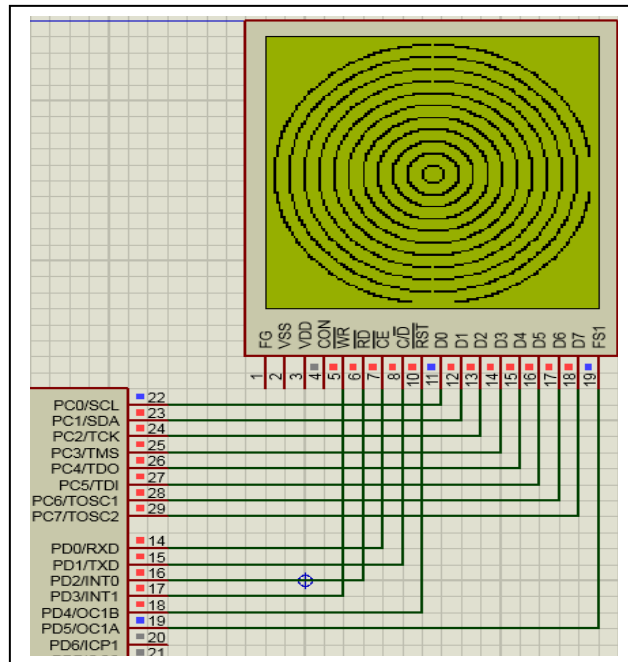 FG
VSS
VDD
CON
WR
RD
CE
C/D
RST
D0
D1
D2
D3
D4
D5
D6
D7
FS1
1
2
3
4
5
6
7
8
10
11
12
13
14
15
16
17
18
19
PC0/SCL 22
PC1/SDA 23
PC2/TCK 24
PC3/TMS 25
PC4/TDO 26
PC5/TDI 27
PC6/TOSC1 28
PC7/TOSC2 29
PD0/RXD 14
PD1/TXD 15
PD2/INT0 16
PD3/INT1 17
PD4/OC1B 18
PD5/OC1A 19
PD6/ICP1 20
21